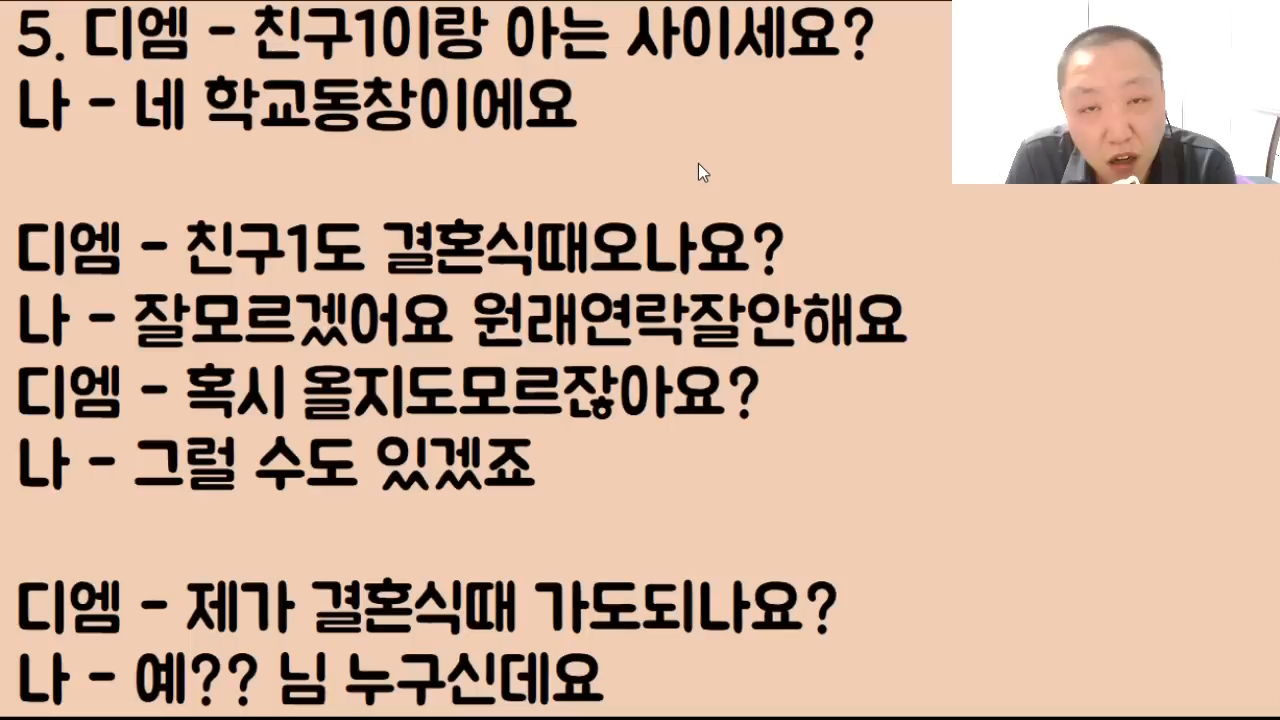 5. 디엠 - 친구1이랑 아는 사이세요?
나 - 네 학교동창이에요
디엠 - 친구1도 결혼식때오나요?
나 - 잘모르겠어요 원래연락잘안해요
디엠 - 혹시 올지도모르잖아요?
나 - 그럴 수도 있겠죠
디엠 - 제가 결혼식때 가도되나요?
나 - 예?? 님 누구신데요